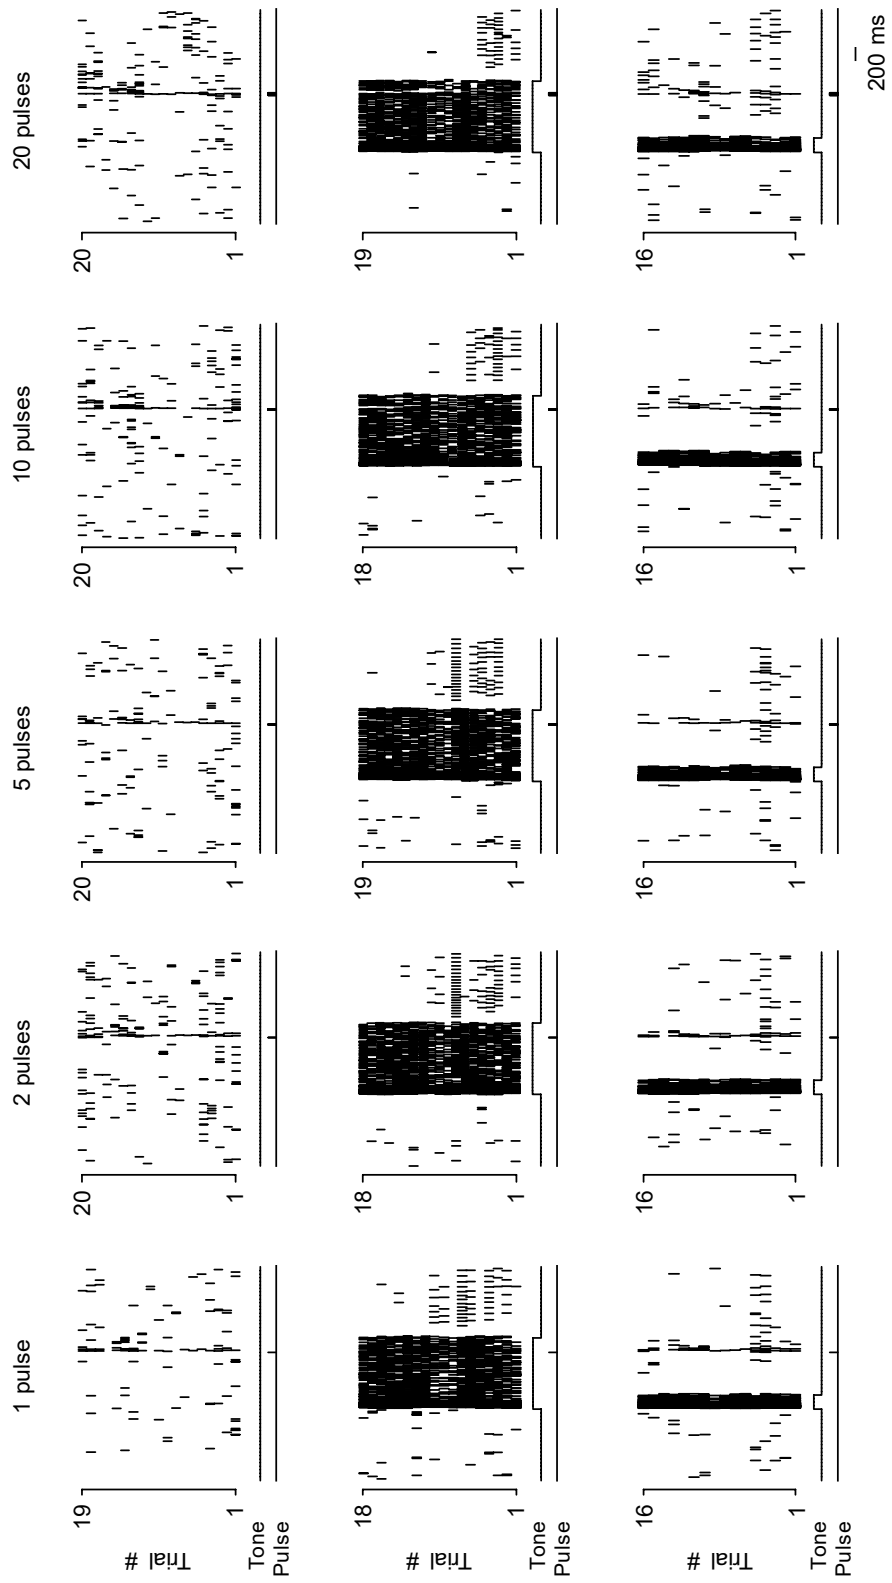 1 pulse
2 pulses
5 pulses
10 pulses
20 pulses
Trial #
19
1
20
1
20
1
20
1
20
1
Tone
Pulse
Trial #
18
1
18
1
19
1
18
1
19
1
Tone
Pulse
Trial #
16
1
16
1
16
1
16
1
16
1
Tone
Pulse
200 ms